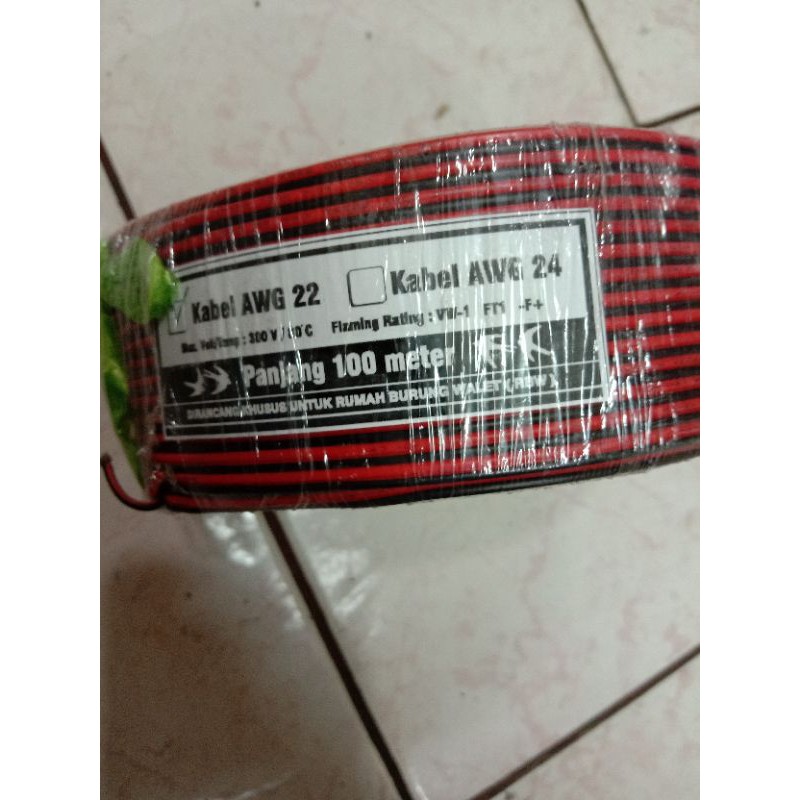 Kabel AWG 22 Kabel AWG 24
Max. Volt/Temp : 300 V / 80°C Flaming Rating : VW-1 FT1 -F+
Panjang 100 meter
DIRANCANG KHUSUS UNTUK RUMAH BURUNG WALET ( RBW )